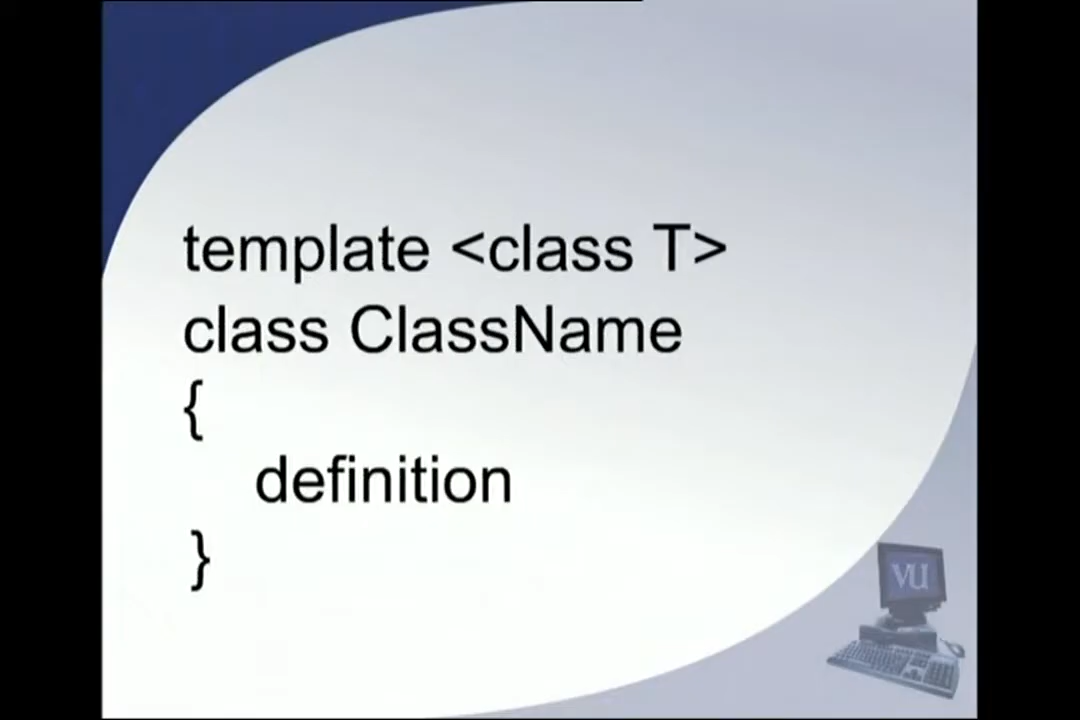 template <class T>
class ClassName
{
definition
}
VU